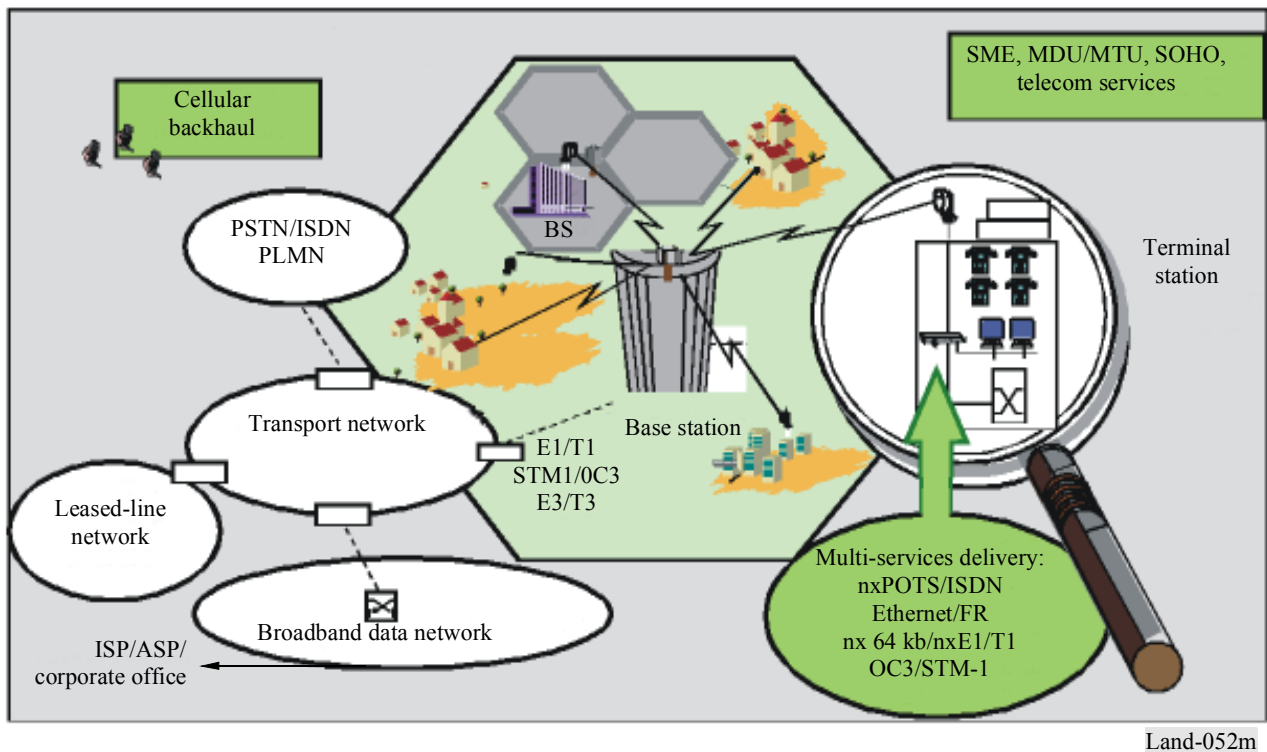 SME, MDU/MTU, SOHO,
telecom services
Cellular
backhaul
PSTN/ISDN
PLMN
BS
Terminal
station
Transport network
Base station
E1/T1
STM1/0C3
E3/T3
Leased-line
network
Broadband data network
ISP/ASP/
corporate office
Multi-services delivery:
nxPOTS/ISDN
Ethernet/FR
nx 64 kb/nxE1/T1
OC3/STM-1
Land-052m